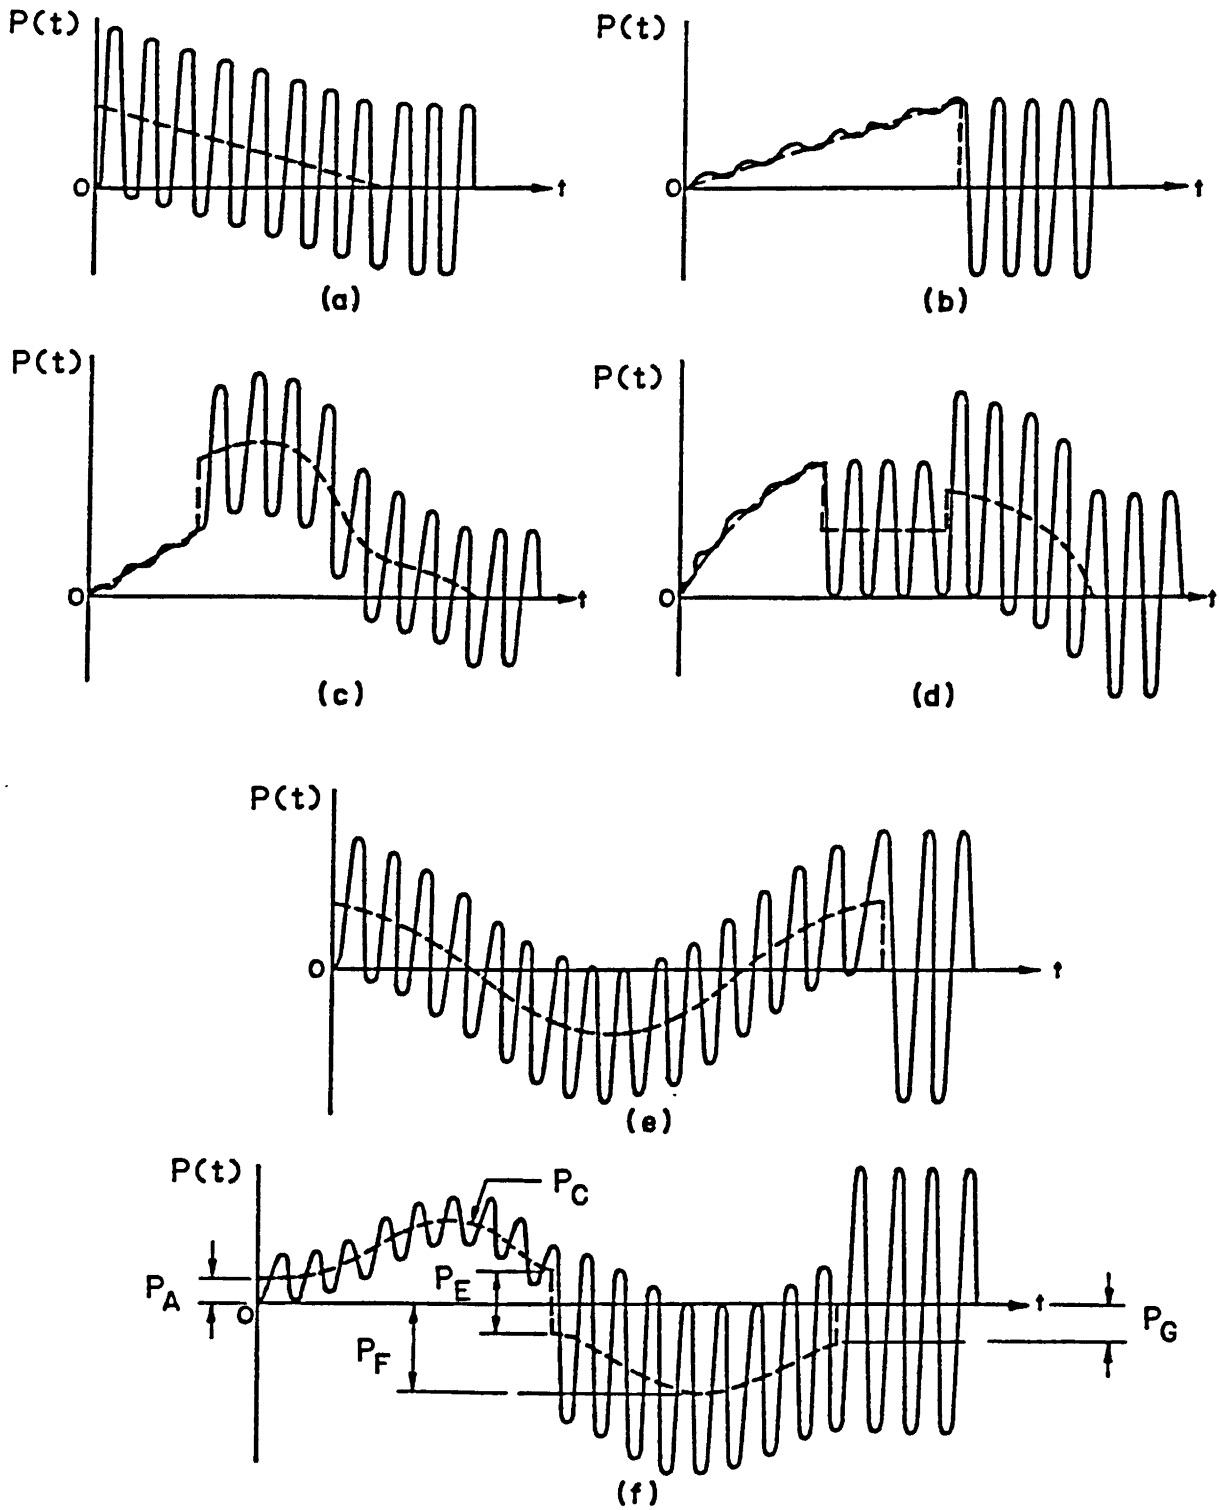 P(t)
O
t
(a)
P(t)
O
t
(b)
P(t)
O
t
(c)
P(t)
O
t
(d)
P(t)
O
t
(e)
P(t)
P_C
P_A
O
P_E
t
P_G
P_F
(f)